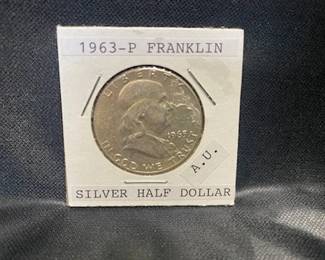 1963-P FRANKLIN
LIBERTY
1963
IN GOD WE TRUST
A.U.
SILVER HALF DOLLAR